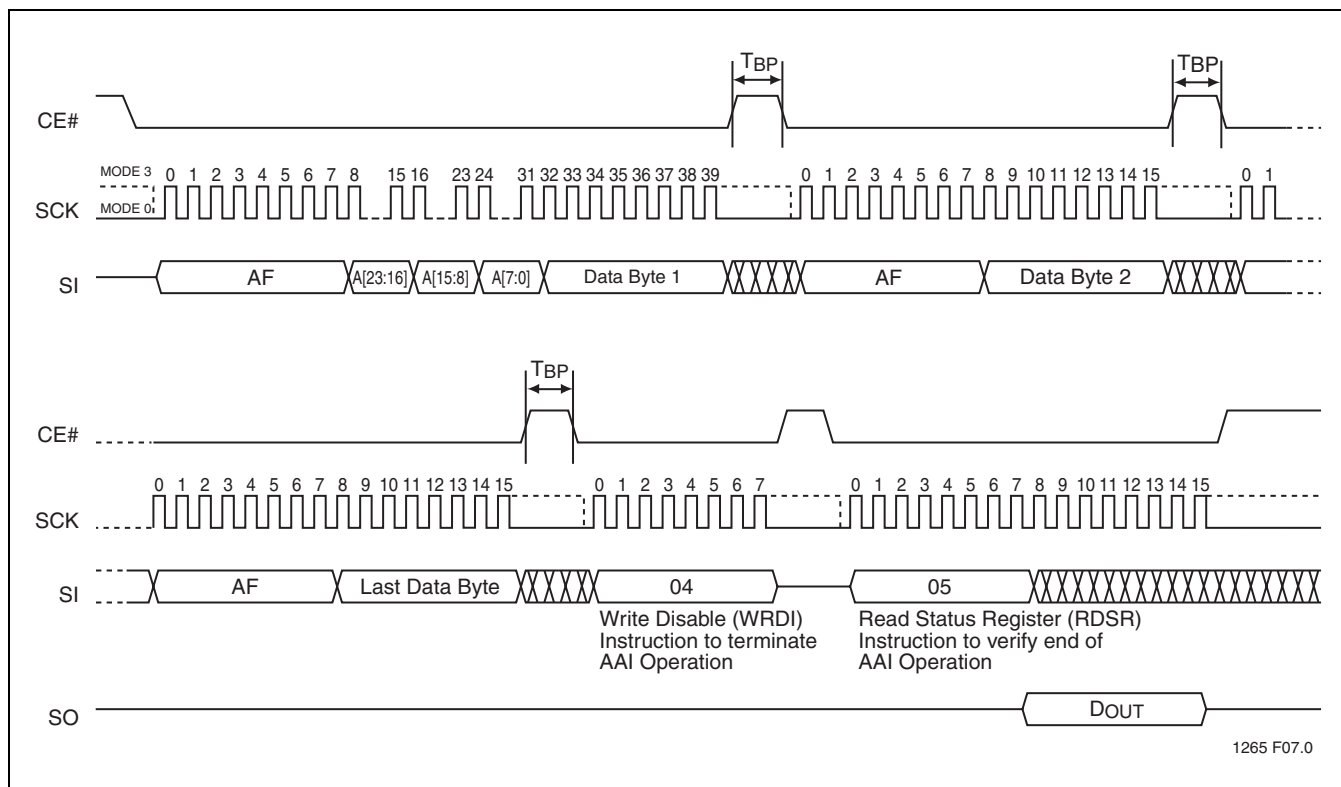 TBP TBP
CE#
MODE 3 0 1 2 3 4 5 6 7 8 15 16 23 24 31 32 33 34 35 36 37 38 39 0 1 2 3 4 5 6 7 8 9 10 11 12 13 14 15 0 1
SCK MODE 0
SI AF A[23:16] A[15:8] A[7:0] Data Byte 1 AF Data Byte 2
TBP
CE#
0 1 2 3 4 5 6 7 8 9 10 11 12 13 14 15 0 1 2 3 4 5 6 7 0 1 2 3 4 5 6 7 8 9 10 11 12 13 14 15
SCK
SI AF Last Data Byte 04 05
Write Disable (WRDI) Read Status Register (RDSR)
Instruction to terminate Instruction to verify end of
AAI Operation AAI Operation
SO DOUT
1265 F07.0